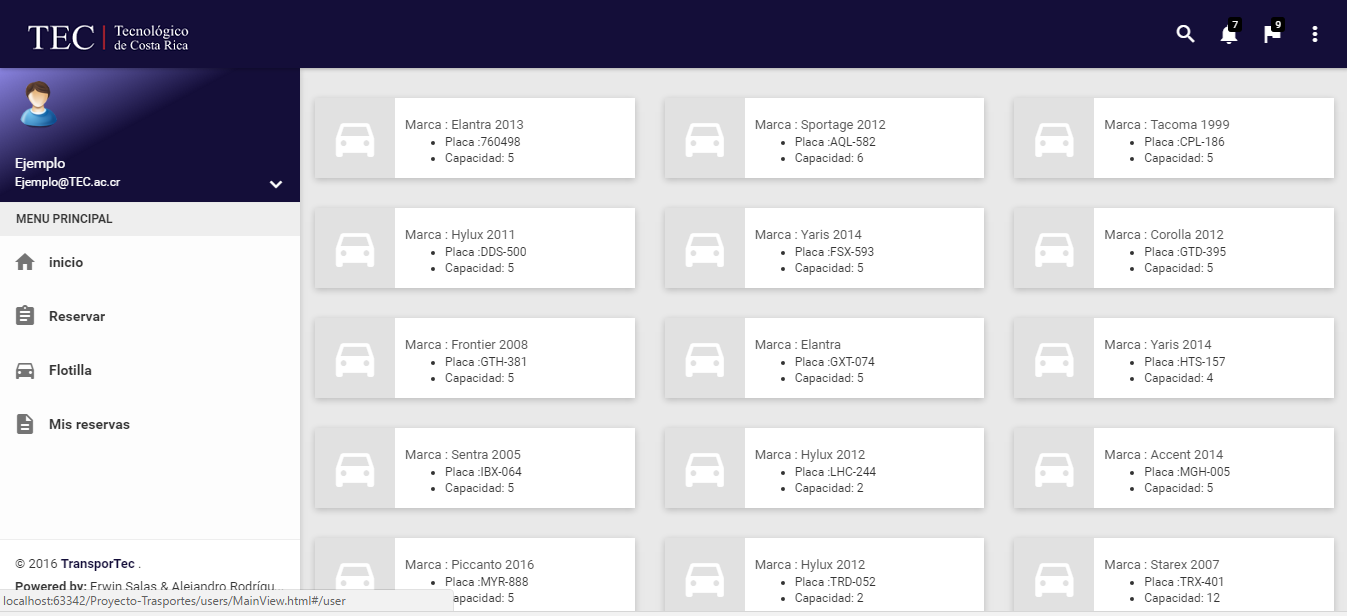 TEC Tecnológico
de Costa Rica
7
9
Ejemplo
Ejemplo@TEC.ac.cr
MENU PRINCIPAL
inicio
Reservar
Flotilla
Mis reservas
© 2016 TransporTec .
Powered by: Erwin Salas & Alejandro Rodrígu...
localhost:63342/Proyecto-Trasportes/users/MainView.html#/user
Marca : Elantra 2013
Placa :760498
Capacidad: 5
Marca : Sportage 2012
Placa :AQL-582
Capacidad: 6
Marca : Tacoma 1999
Placa :CPL-186
Capacidad: 5
Marca : Hylux 2011
Placa :DDS-500
Capacidad: 5
Marca : Yaris 2014
Placa :FSX-593
Capacidad: 5
Marca : Corolla 2012
Placa :GTD-395
Capacidad: 5
Marca : Frontier 2008
Placa :GTH-381
Capacidad: 5
Marca : Elantra
Placa :GXT-074
Capacidad: 5
Marca : Yaris 2014
Placa :HTS-157
Capacidad: 4
Marca : Sentra 2005
Placa :IBX-064
Capacidad: 5
Marca : Hylux 2012
Placa :LHC-244
Capacidad: 2
Marca : Accent 2014
Placa :MGH-005
Capacidad: 5
Marca : Piccanto 2016
Placa :MYR-888
apacidad: 5
Marca : Hylux 2012
Placa :TRD-052
Capacidad: 2
Marca : Starex 2007
Placa :TRX-401
Capacidad: 12